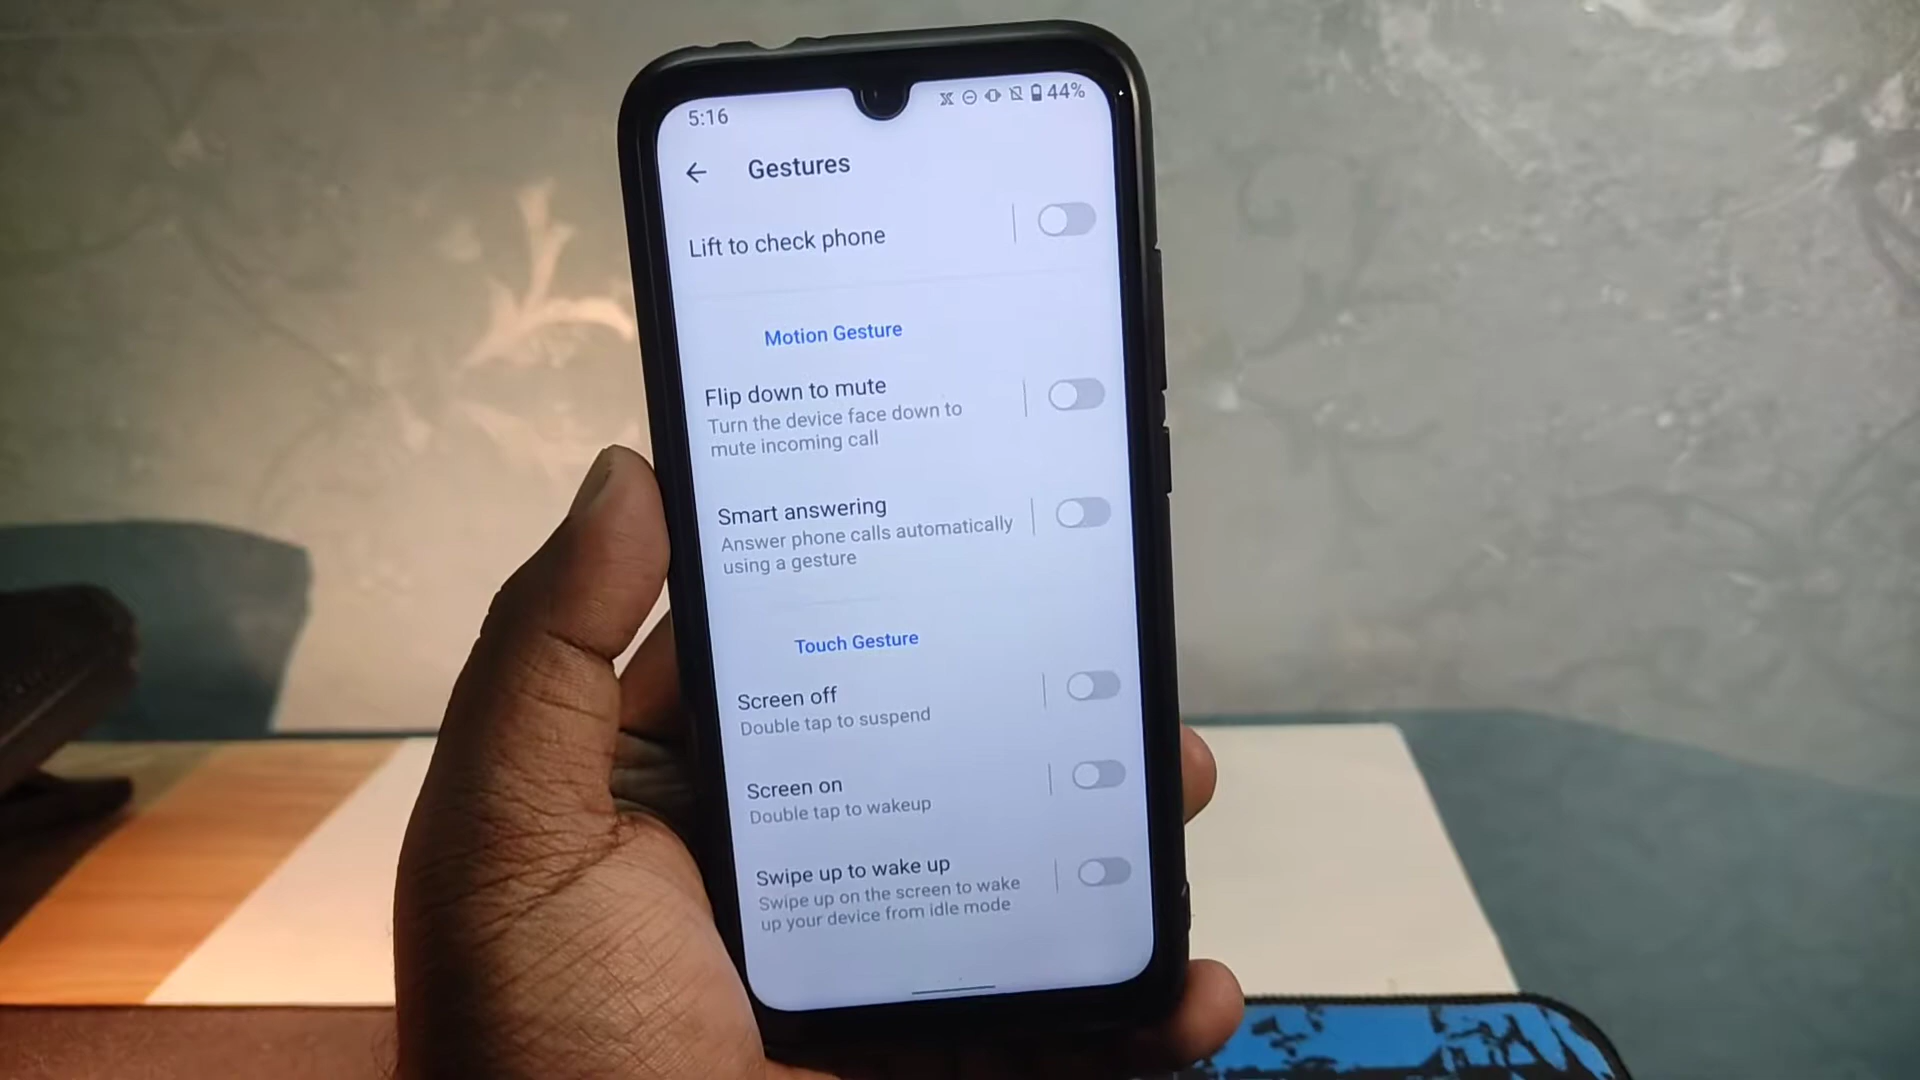 5:16
44%
Gestures
Lift to check phone
Motion Gesture
Flip down to mute
Turn the device face down to
mute incoming call
Smart answering
Answer phone calls automatically
using a gesture
Touch Gesture
Screen off
Double tap to suspend
Screen on
Double tap to wakeup
Swipe up to wake up
Swipe up on the screen to wake
up your device from idle mode